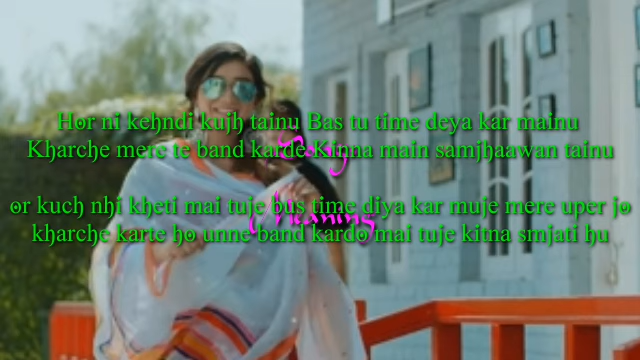 Hor ni kehndi kujh tainu Bas tu time deya kar mainu
Kharche mere te band karde Kinna main samjhaawan tainu
or kuch nhi kheti mai tuje bus time diya kar muje mere uper jo
Meaning
kharche karte ho unne band kardo mai tuje kitna smjati hu